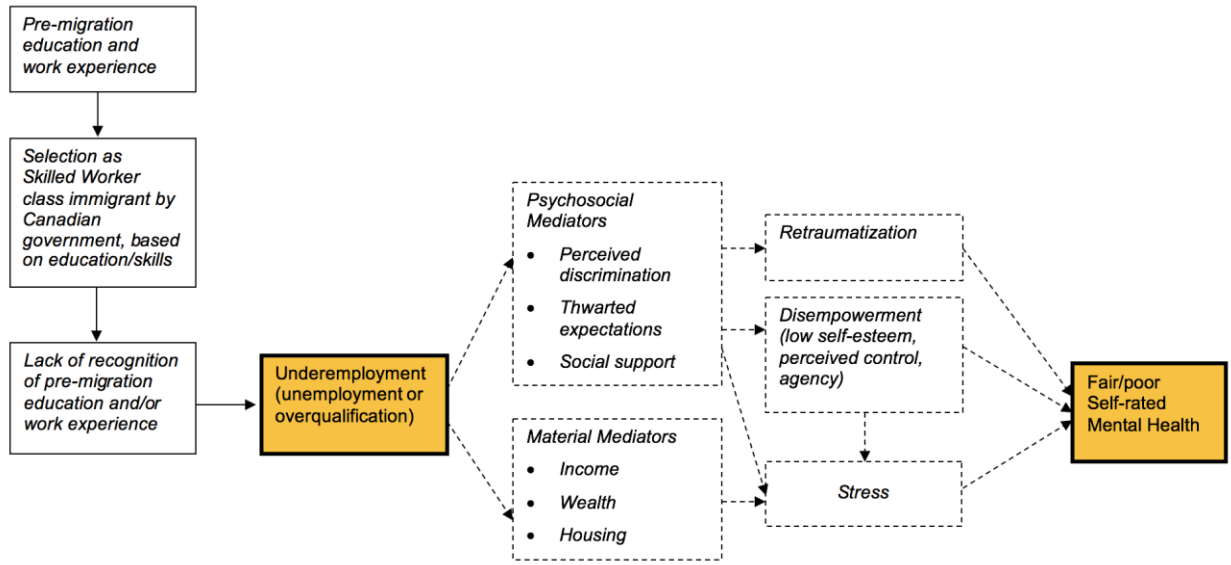 Pre-migration
education and
work experience
Selection as
Skilled Worker
class immigrant by
Canadian
government, based
on education/skills
Lack of recognition
of pre-migration
education and/or
work experience
Underemployment
(unemployment or
overqualification)
Psychosocial
Mediators
• Perceived
discrimination
• Thwarted
expectations
• Social support
Material Mediators
• Income
• Wealth
• Housing
Retraumatization
Disempowerment
(low self-esteem,
perceived control,
agency)
Stress
Fair/poor
Self-rated
Mental Health